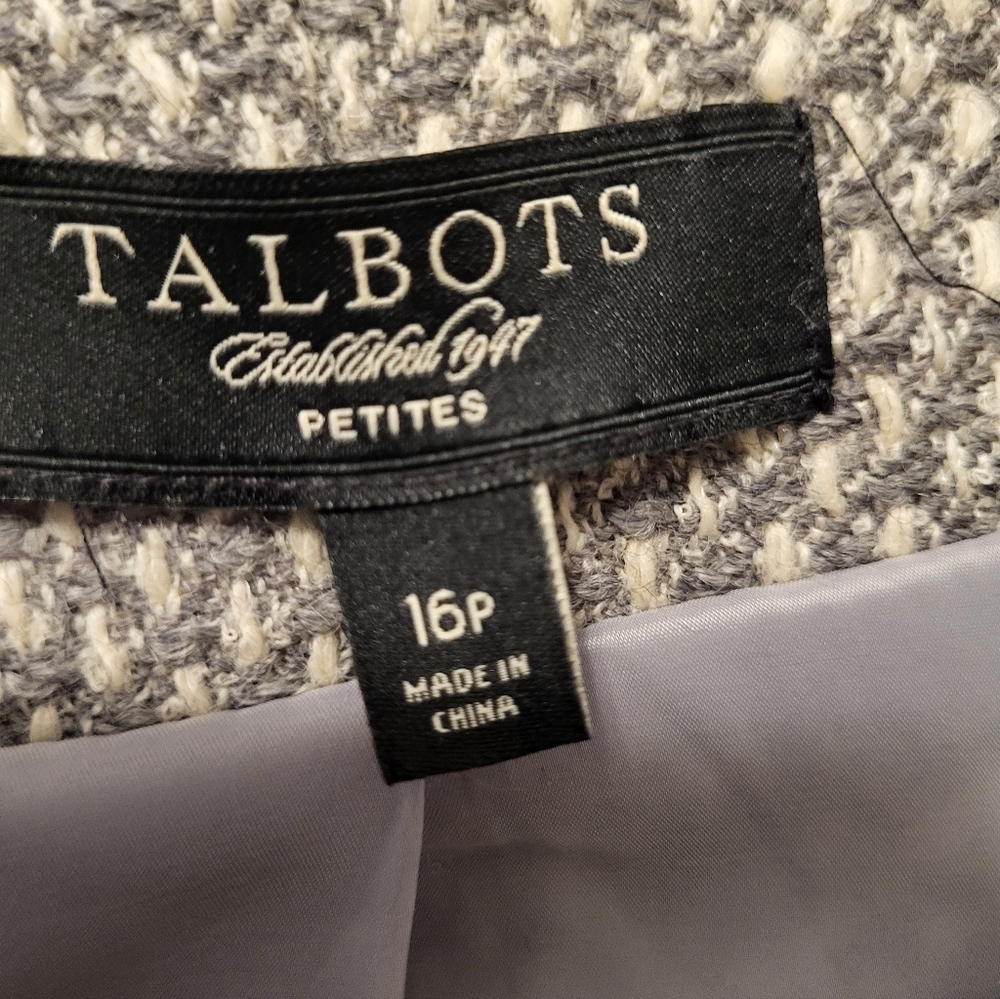 TALBOTS
Established 1947
PETITES
16P
MADE IN
CHINA